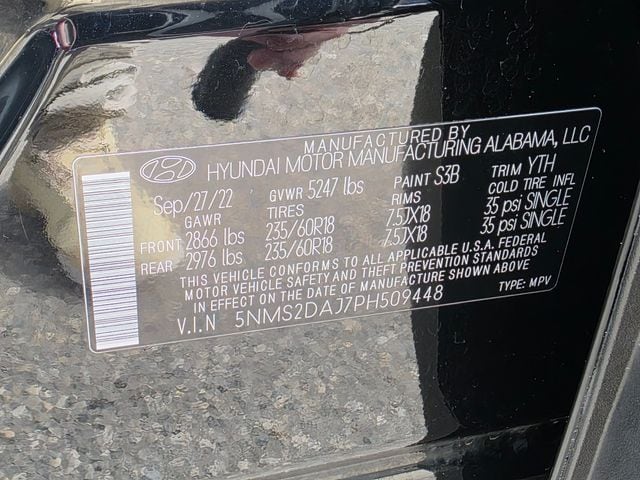 MANUFACTURED BY
HYUNDAI MOTOR MANUFACTURING ALABAMA, LLC
Sep/27/22 GVWR 5247 lbs PAINT S3B TRIM YTH
GAWR TIRES RIMS COLD TIRE INFL
FRONT 2866 lbs 235/60R18 7.5JX18 35 psi SINGLE
REAR 2976 lbs 235/60R18 7.5JX18 35 psi SINGLE
THIS VEHICLE CONFORMS TO ALL APPLICABLE U.S.A. FEDERAL
MOTOR VEHICLE SAFETY AND THEFT PREVENTION STANDARDS
IN EFFECT ON THE DATE OF MANUFACTURE SHOWN ABOVE
V.I.N 5NMS2DAJ7PH509448 TYPE: MPV